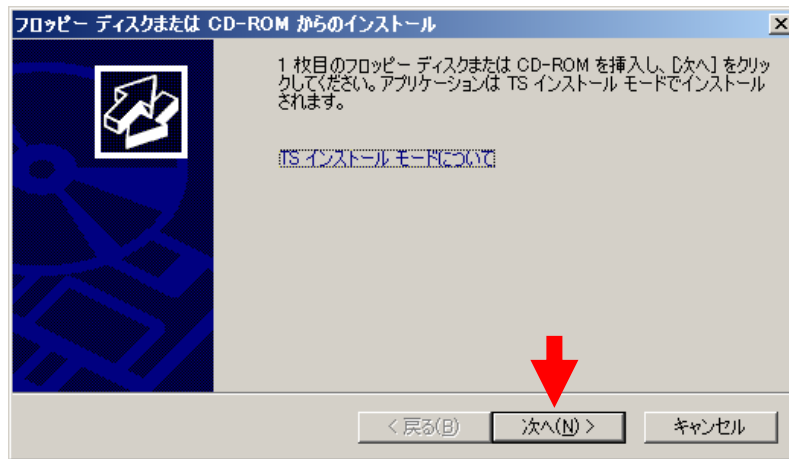 フロッピー ディスクまたは CD-ROM からのインストール
1 枚目のフロッピー ディスクまたは CD-ROM を挿入し、[次へ] をクリッ
クしてください。アプリケーションは TS インストール モードでインストール
されます。
TS インストール モードについて
< 戻る(B)
次へ(N) >
キャンセル